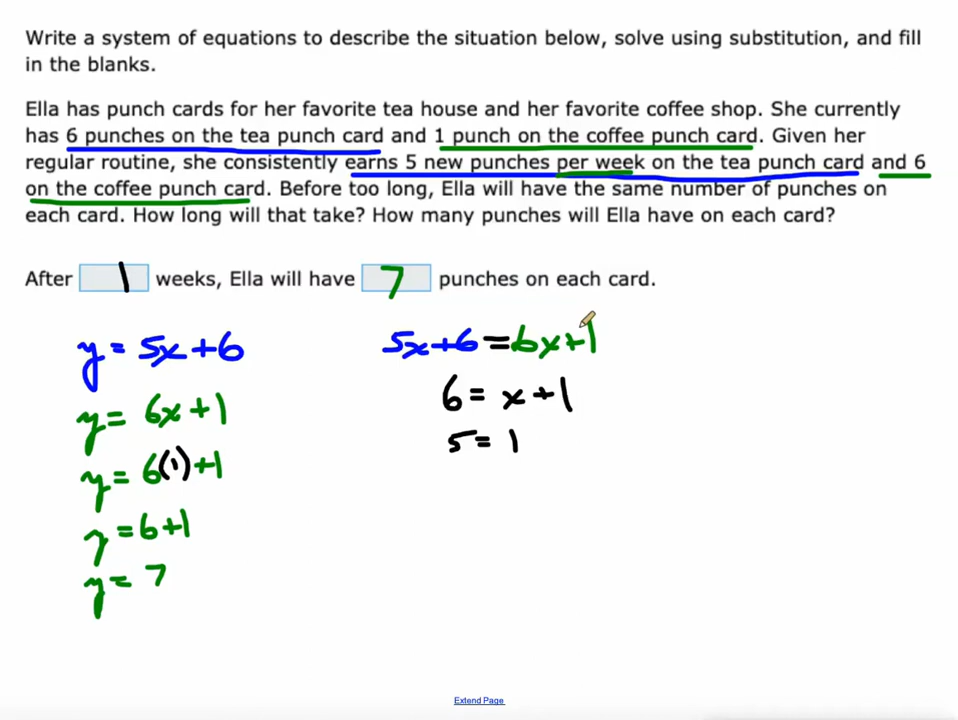 Write a system of equations to describe the situation below, solve using substitution, and fill
in the blanks.
Ella has punch cards for her favorite tea house and her favorite coffee shop. She currently
has 6 punches on the tea punch card and 1 punch on the coffee punch card. Given her
regular routine, she consistently earns 5 new punches per week on the tea punch card and 6
on the coffee punch card. Before too long, Ella will have the same number of punches on
each card. How long will that take? How many punches will Ella have on each card?
After 1 weeks, Ella will have 7 punches on each card.
y = 5x + 6
y = 6x + 1
y = 6(1) + 1
y = 6 + 1
y = 7
5x + 6 = 6x + 1
6 = x + 1
5 = 1
Extend Page